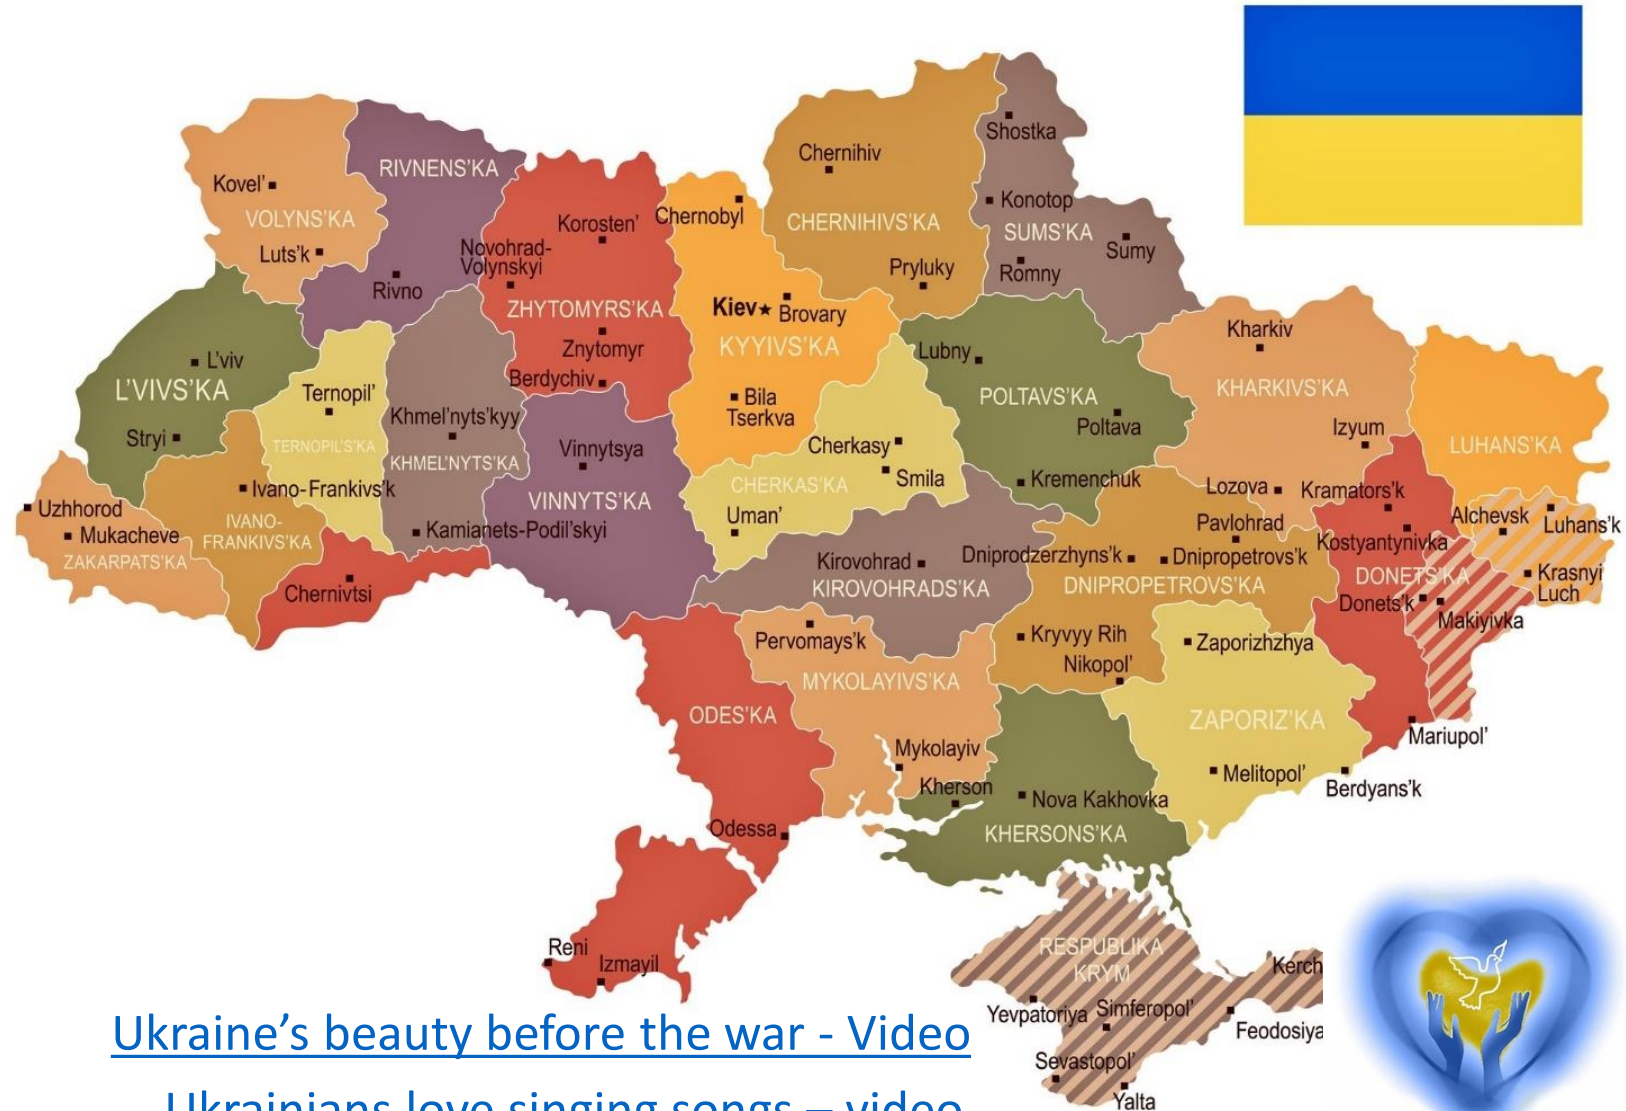 Shostka
Chernihiv
RIVNENS'KA
Kovel'
Konotop
VOLYNS'KA
Chernobyl
Korosten'
CHERNIHIVS'KA
SUMS'KA
Sumy
Luts'k
Novohrad-
Volynskyi
Pryluky
Romny
Rivno
ZHYTOMYRS'KA
Kiev
Brovary
Kharkiv
KYYIVS'KA
Znytomyr
Lubny
L'viv
L'VIVS'KA
Berdychiv
Ternopil'
KHARKIVS'KA
POLTAVS'KA
Bila
Tserkva
Khmel'nyts'kyy
Poltava
Izyum
Stryi
TERNOPIL'S'KA
Vinnytsya
Cherkasy
LUHANS'KA
KHMEL'NYTS'KA
Smila
CHERKAS'KA
Kremenchuk
Lozova
Kramators'k
Ivano-Frankivs'k
VINNYTS'KA
Uzhhorod
Uman'
Pavlohrad
Alchevsk
Luhans'k
IVANO-
FRANKIVS'KA
Kamianets-Podil'skyi
Mukacheve
Kostyantynivka
ZAKARPATS'KA
Kirovohrad
Dniprodzerzhyns'k
Dnipropetrovs'k
DONETS'KA
Krasnyi
Luch
KIROVOHRADS'KA
DNIPROPETROVS'KA
Chernivtsi
Donets'k
Makiyivka
Pervomays'k
Kryvyy Rih
Zaporizhzhya
Nikopol'
MYKOLAYIVS'KA
ODES'KA
ZAPORIZ'KA
Mariupol'
Mykolayiv
Melitopol'
Kherson
Berdyans'k
Nova Kakhovka
Odessa
KHERSONS'KA
RESPUBLIKA
KRYM
Reni
Izmayil
Kerch
Yevpatoriya
Simferopol'
Feodosiya
Sevastopol'
Yalta
Ukraine’s beauty before the war - Video
Ukrainians love singing songs – video